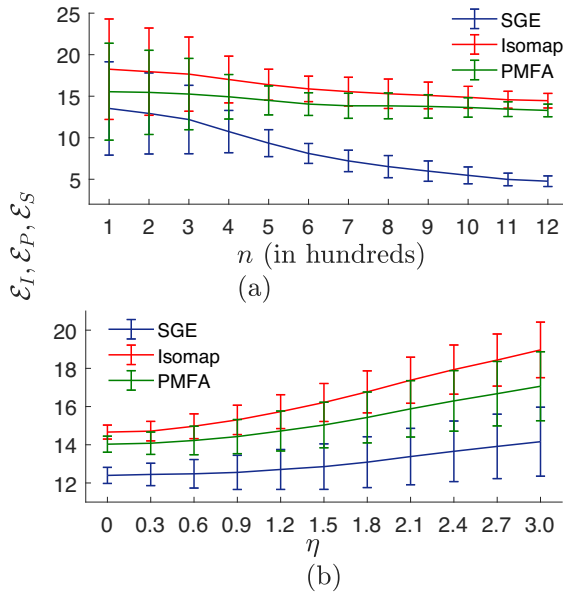 25
20
15
10
5
SGE
Isomap
PMFA
1 2 3 4 5 6 7 8 9 10 11 12
n (in hundreds)
(a)
ℰ_I, ℰ_P, ℰ_S
SGE
Isomap
PMFA
20
18
16
14
12
0 0.3 0.6 0.9 1.2 1.5 1.8 2.1 2.4 2.7 3.0
η
(b)